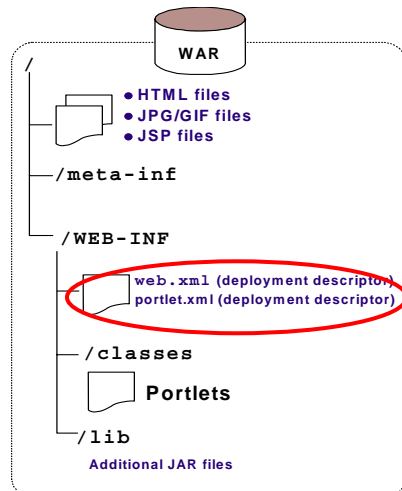 WAR
/
● HTML files
● JPG/GIF files
● JSP files
/meta-inf
/WEB-INF
web.xml (deployment descriptor)
portlet.xml (deployment descriptor)
/classes
Portlets
/lib
Additional JAR files